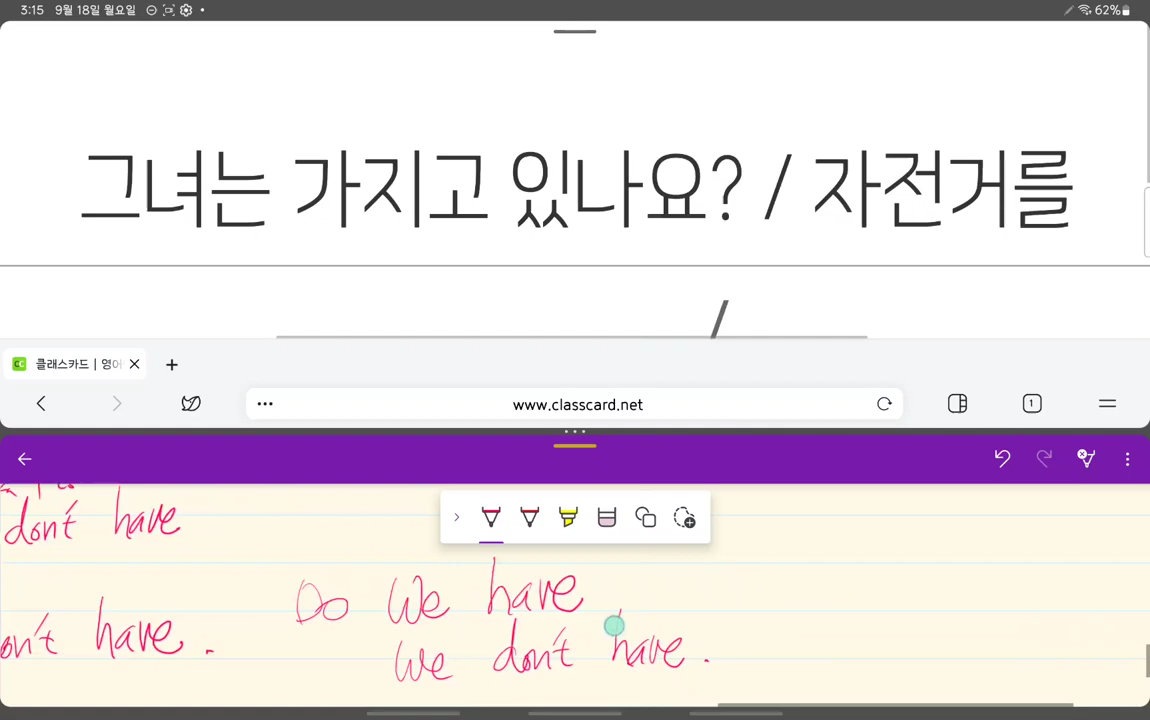 3:15 9월 18일 월요일 62%
그녀는 가지고 있나요? / 자전거를
/
클래스카드 | 영어
www.classcard.net
1
don't have
Do We have
on't have.
We don't have.